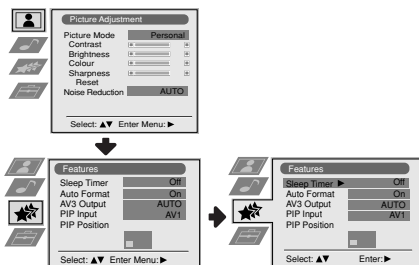 Picture Adjustment
Picture Mode Personal
Contrast
Brightness
Colour
Sharpness
Reset
Noise Reduction AUTO
Select: ▲▼ Enter Menu: ▶
Features
Sleep Timer Off
Auto Format On
AV3 Output AUTO
PIP Input AV1
PIP Position
Select: ▲▼ Enter Menu: ▶
Features
Sleep Timer ▶ Off
Auto Format On
AV3 Output AUTO
PIP Input AV1
PIP Position
Select: ▲▼ Enter: ▶